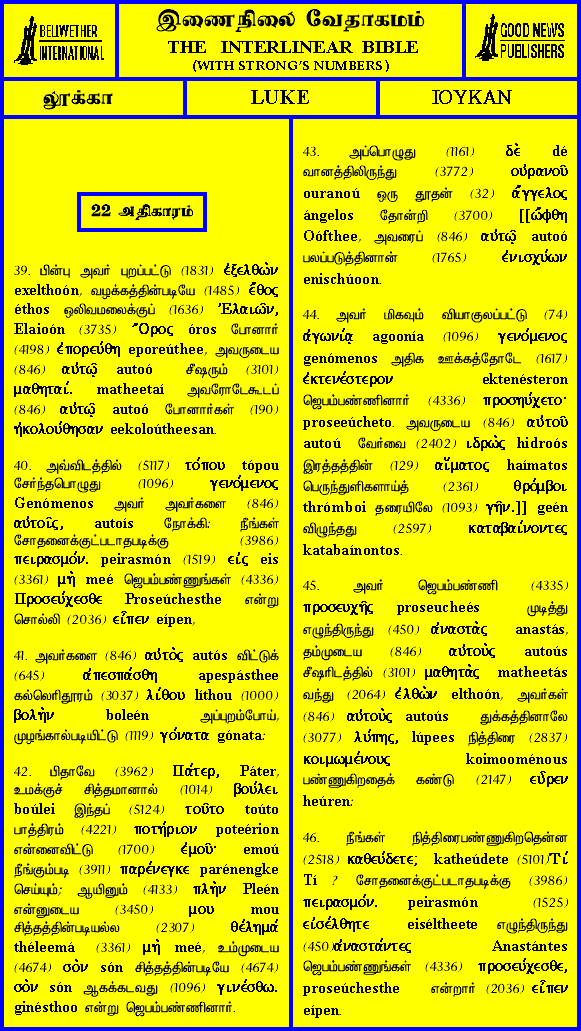 BELLWETHER
INTERNATIONAL
இணைநிலை வேதாகமம்
THE INTERLINEAR BIBLE
(WITH STRONG'S NUMBERS)
GOOD NEWS
PUBLISHERS
லூக்கா
LUKE
ΙΟΥΚΑΝ
22 அதிகாரம்
39. பின்பு அவர் புறப்பட்டு (1831) ἐξελθὼν
exelthoón, வழக்கத்தின்படியே (1485) ἔθος
éthos ஒலிவமலைக்குப் (1636) Ἐλαιῶν,
Elaioón (3735) Ὄρος óros போனார்
(4198) ἐπορεύθη eporeúthee, அவருடைய
(846) αὐτῷ autoó சீஷரும் (3101)
μαθηταί. matheetaí அவரோடேகூடப்
(846) αὐτῷ autoó போனார்கள் (190)
ἠκολούθησαν eekoloútheesan.
40. அவ்விடத்தில் (5117) τόπου tópou
சேர்ந்தபொழுது (1096) γενόμενος
Genómenos அவர் அவர்களை (846)
αὐτοῖς, autois நோக்கி: நீங்கள்
சோதனைக்குட்படாதபடிக்கு (3986)
πειρασμόν. peirasmón (1519) εἰς eis
(3361) μὴ meé ஜெபம்பண்ணுங்கள் (4336)
Προσεύχεσθε Proseúchesthe என்று
சொல்லி (2036) εἶπεν eípen,
41. அவர்களை (846) αὐτὸς autós விட்டுக்
(645) ἀπεσπάσθη apespásthee
கல்லெறிதூரம் (3037) λίθου líthou (1000)
βολὴν boleén அப்புறம்போய்,
முழங்கால்படியிட்டு (1119) γόνατα gónata:
42. பிதாவே (3962) Πάτερ, Páter,
உமக்குச் சித்தமானால் (1014) βούλει
boúlei இந்தப் (5124) τοῦτο toúto
பாத்திரம் (4221) ποτήριον poteérion
என்னைவிட்டு (1700) ἐμοῦ· emoú
நீங்கும்படி (3911) παρένεγκε parénengke
செய்யும்; ஆயினும் (4133) πλὴν Pleén
என்னுடைய (3450) μου mou
சித்தத்தின்படியல்ல (2307) θέλημά
théleemá (3361) μὴ meé, உம்முடைய
(4674) σὸν són சித்தத்தின்படியே (4674)
σὸν són ஆகக்கடவது (1096) γινέσθω.
ginésthoo என்று ஜெபம்பண்ணினார்.
43. அப்பொழுது (1161) δὲ dé
வானத்திலிருந்து (3772) οὐρανοῦ
ouranoú ஒரு தூதன் (32) ἄγγελος
ángelos தோன்றி (3700) [[ὤφθη
Oófthee, அவரைப் (846) αὐτῷ autoó
பலப்படுத்தினான் (1765) ἐνισχύων
enischúoon.
44. அவர் மிகவும் வியாகுலப்பட்டு (74)
ἀγωνίᾳ agoonía (1096) γενόμενος
genómenos அதிக ஊக்கத்தோடே (1617)
ἐκτενέστερον ektenésteron
ஜெபம்பண்ணினார் (4336) προσηύχετο·
proseeúcheto. அவருடைய (846) αὐτοῦ
autoú வேர்வை (2402) ιδρὼς hidroós
இரத்தத்தின் (129) αἵματος haímatos
பெருந்துளிகளாய்த் (2361) θρόμβοι
thrómboi தரையிலே (1093) γῆν.]] geén
விழுந்தது (2597) καταβαίνοντες
katabaínontos.
45. அவர் ஜெபம்பண்ணி (4335)
προσευχῆς proseucheés முடித்து
எழுந்திருந்து (450) ἀναστὰς anastás,
தம்முடைய (846) αὐτοὺς autoús
சீஷரிடத்தில் (3101) μαθητὰς matheetás
வந்து (2064) ἐλθὼν elthoón, அவர்கள்
(846) αὐτοὺς autoús துக்கத்தினாலே
(3077) λύπης, lúpees நித்திரை (2837)
κοιμωμένους koimooménous
பண்ணுகிறதைக் கண்டு (2147) εὗρεν
heúren:
46. நீங்கள் நித்திரைபண்ணுகிறதென்ன
(2518) καθεύδετε; katheúdete (5101)Τί
Tí ? சோதனைக்குட்படாதபடிக்கு (3986)
πειρασμόν. peirasmón (1525)
εἰσέλθητε eiséltheete எழுந்திருந்து
(450)ἀναστάντες Anastántes
ஜெபம்பண்ணுங்கள் (4336) προσεύχεσθε,
proseúchesthe என்றார் (2036) εἶπεν
eípen.